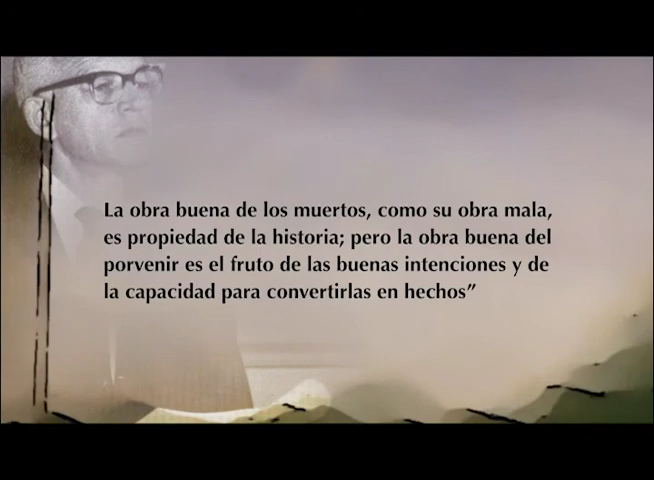 La obra buena de los muertos, como su obra mala,
es propiedad de la historia; pero la obra buena del
porvenir es el fruto de las buenas intenciones y de
la capacidad para convertirlas en hechos”